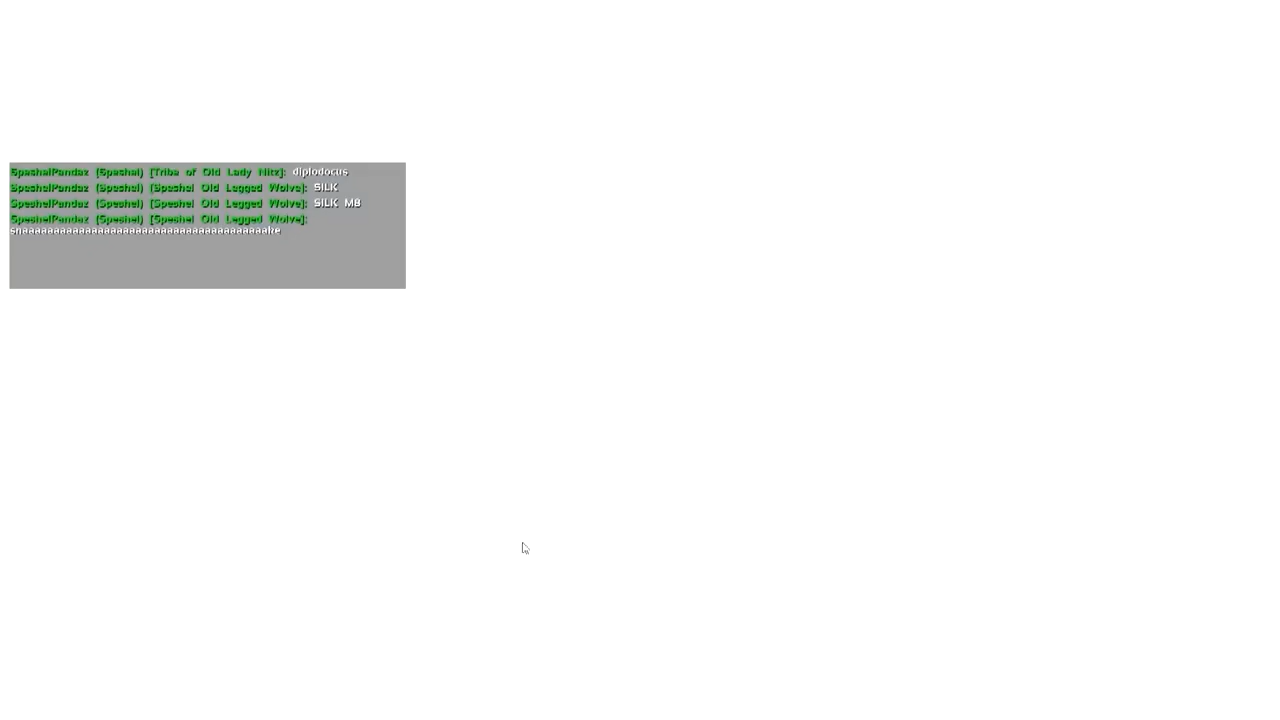 SpeshelPandaz (Speshel) [Tribe of Old Lady Nitz]: diplodocus
SpeshelPandaz (Speshel) [Speshel Old Legged Wolve]: SILK
SpeshelPandaz (Speshel) [Speshel Old Legged Wolve]: SILK M8
SpeshelPandaz (Speshel) [Speshel Old Legged Wolve]:
snaaaaaaaaaaaaaaaaaaaaaaaaaaaaaaaaaaaaaaake